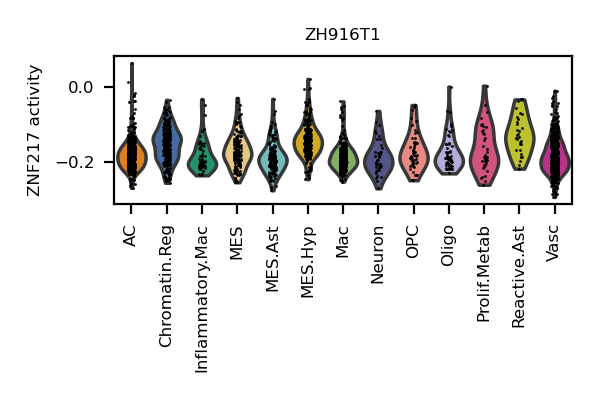 ZH916T1
ZNF217 activity
0.0
−0.2
AC
Chromatin.Reg
Inflammatory.Mac
MES
MES.Ast
MES.Hyp
Mac
Neuron
OPC
Oligo
Prolif.Metab
Reactive.Ast
Vasc